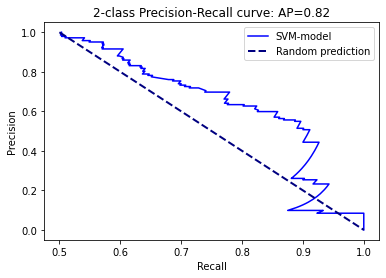 2-class Precision-Recall curve: AP=0.82
SVM-model
Random prediction
Precision
1.0
0.8
0.6
0.4
0.2
0.0
0.5 0.6 0.7 0.8 0.9 1.0
Recall